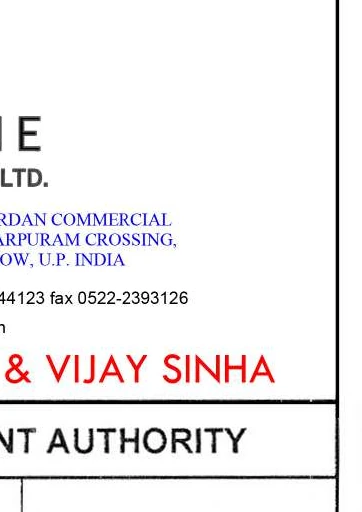 E
LTD.
RDAN COMMERCIAL
ARPURAM CROSSING,
OW, U.P. INDIA
44123 fax 0522-2393126
& VIJAY SINHA
NT AUTHORITY